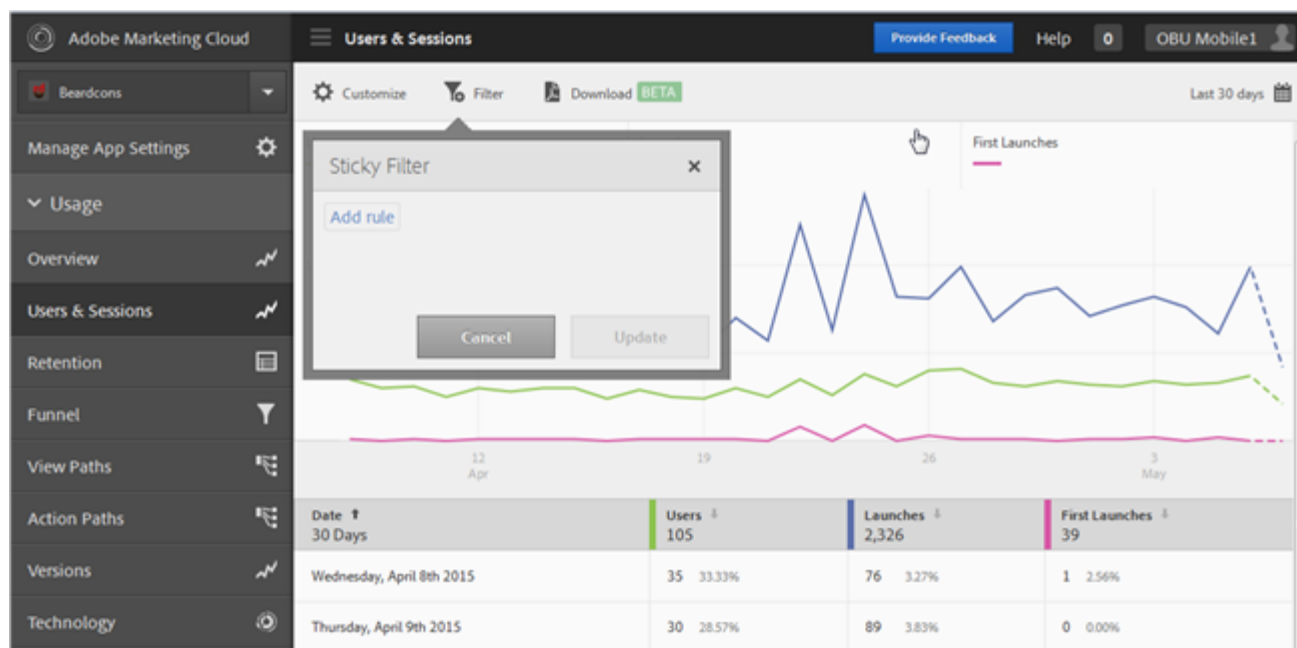 Adobe Marketing Cloud
Users & Sessions
Provide Feedback
Help
0
OBU Mobile1
Beardcons
Customize
Filter
Download BETA
Last 30 days
Manage App Settings
Usage
Overview
Users & Sessions
Retention
Funnel
View Paths
Action Paths
Versions
Technology
Sticky Filter
×
Add rule
Cancel
Update
First Launches
12
Apr
19
26
3
May
Date
30 Days
Users
105
Launches
2,326
First Launches
39
Wednesday, April 8th 2015 35 33.33% 76 3.27% 1 2.56%
Thursday, April 9th 2015 30 28.57% 89 3.83% 0 0.00%